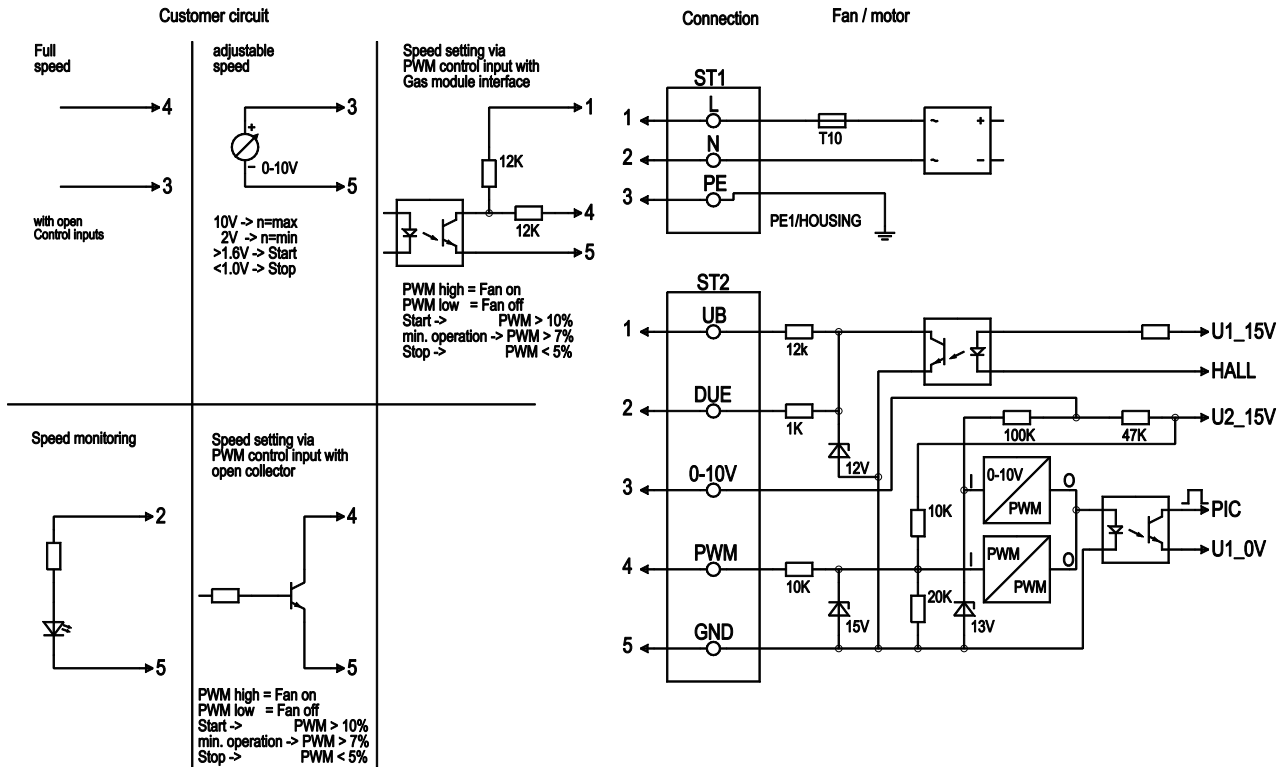 Customer circuit
Connection
Fan / motor
Full
speed
4
3
with open
Control inputs
adjustable
speed
3
+
−
0-10V
5
10V -> n=max
2V -> n=min
>1.6V -> Start
<1.0V -> Stop
Speed setting via
PWM control input with
Gas module interface
1
12K
4
12K
5
PWM high = Fan on
PWM low = Fan off
Start -> PWM > 10%
min. operation -> PWM > 7%
Stop -> PWM < 5%
Speed monitoring
2
5
Speed setting via
PWM control input with
open collector
4
5
PWM high = Fan on
PWM low = Fan off
Start -> PWM > 10%
min. operation -> PWM > 7%
Stop -> PWM < 5%
ST1
1
L
T10
~
+
2
N
~
−
3
PE
PE1/HOUSING
ST2
1
UB
12k
U1_15V
HALL
2
DUE
1K
12V
100K
47K
U2_15V
3
0-10V
10K
I
0-10V
PWM
O
PIC
U1_0V
4
PWM
10K
I
PWM
PWM
O
15V
20K
13V
5
GND